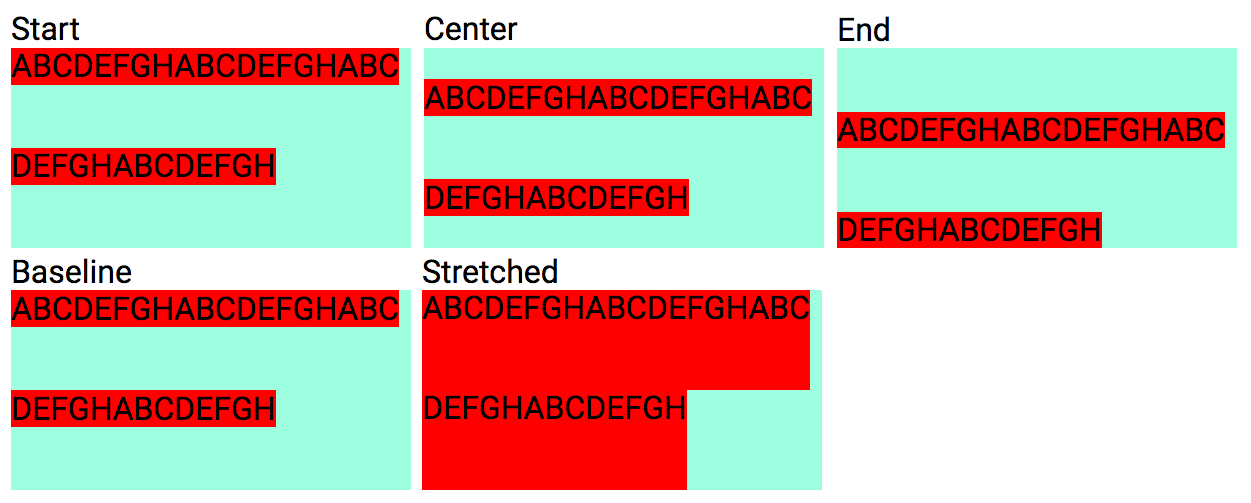 Start
ABCDEFGHABCDEFGHABC
DEFGHABCDEFGH
Center
ABCDEFGHABCDEFGHABC
DEFGHABCDEFGH
End
ABCDEFGHABCDEFGHABC
DEFGHABCDEFGH
Baseline
ABCDEFGHABCDEFGHABC
DEFGHABCDEFGH
Stretched
ABCDEFGHABCDEFGHABC
DEFGHABCDEFGH